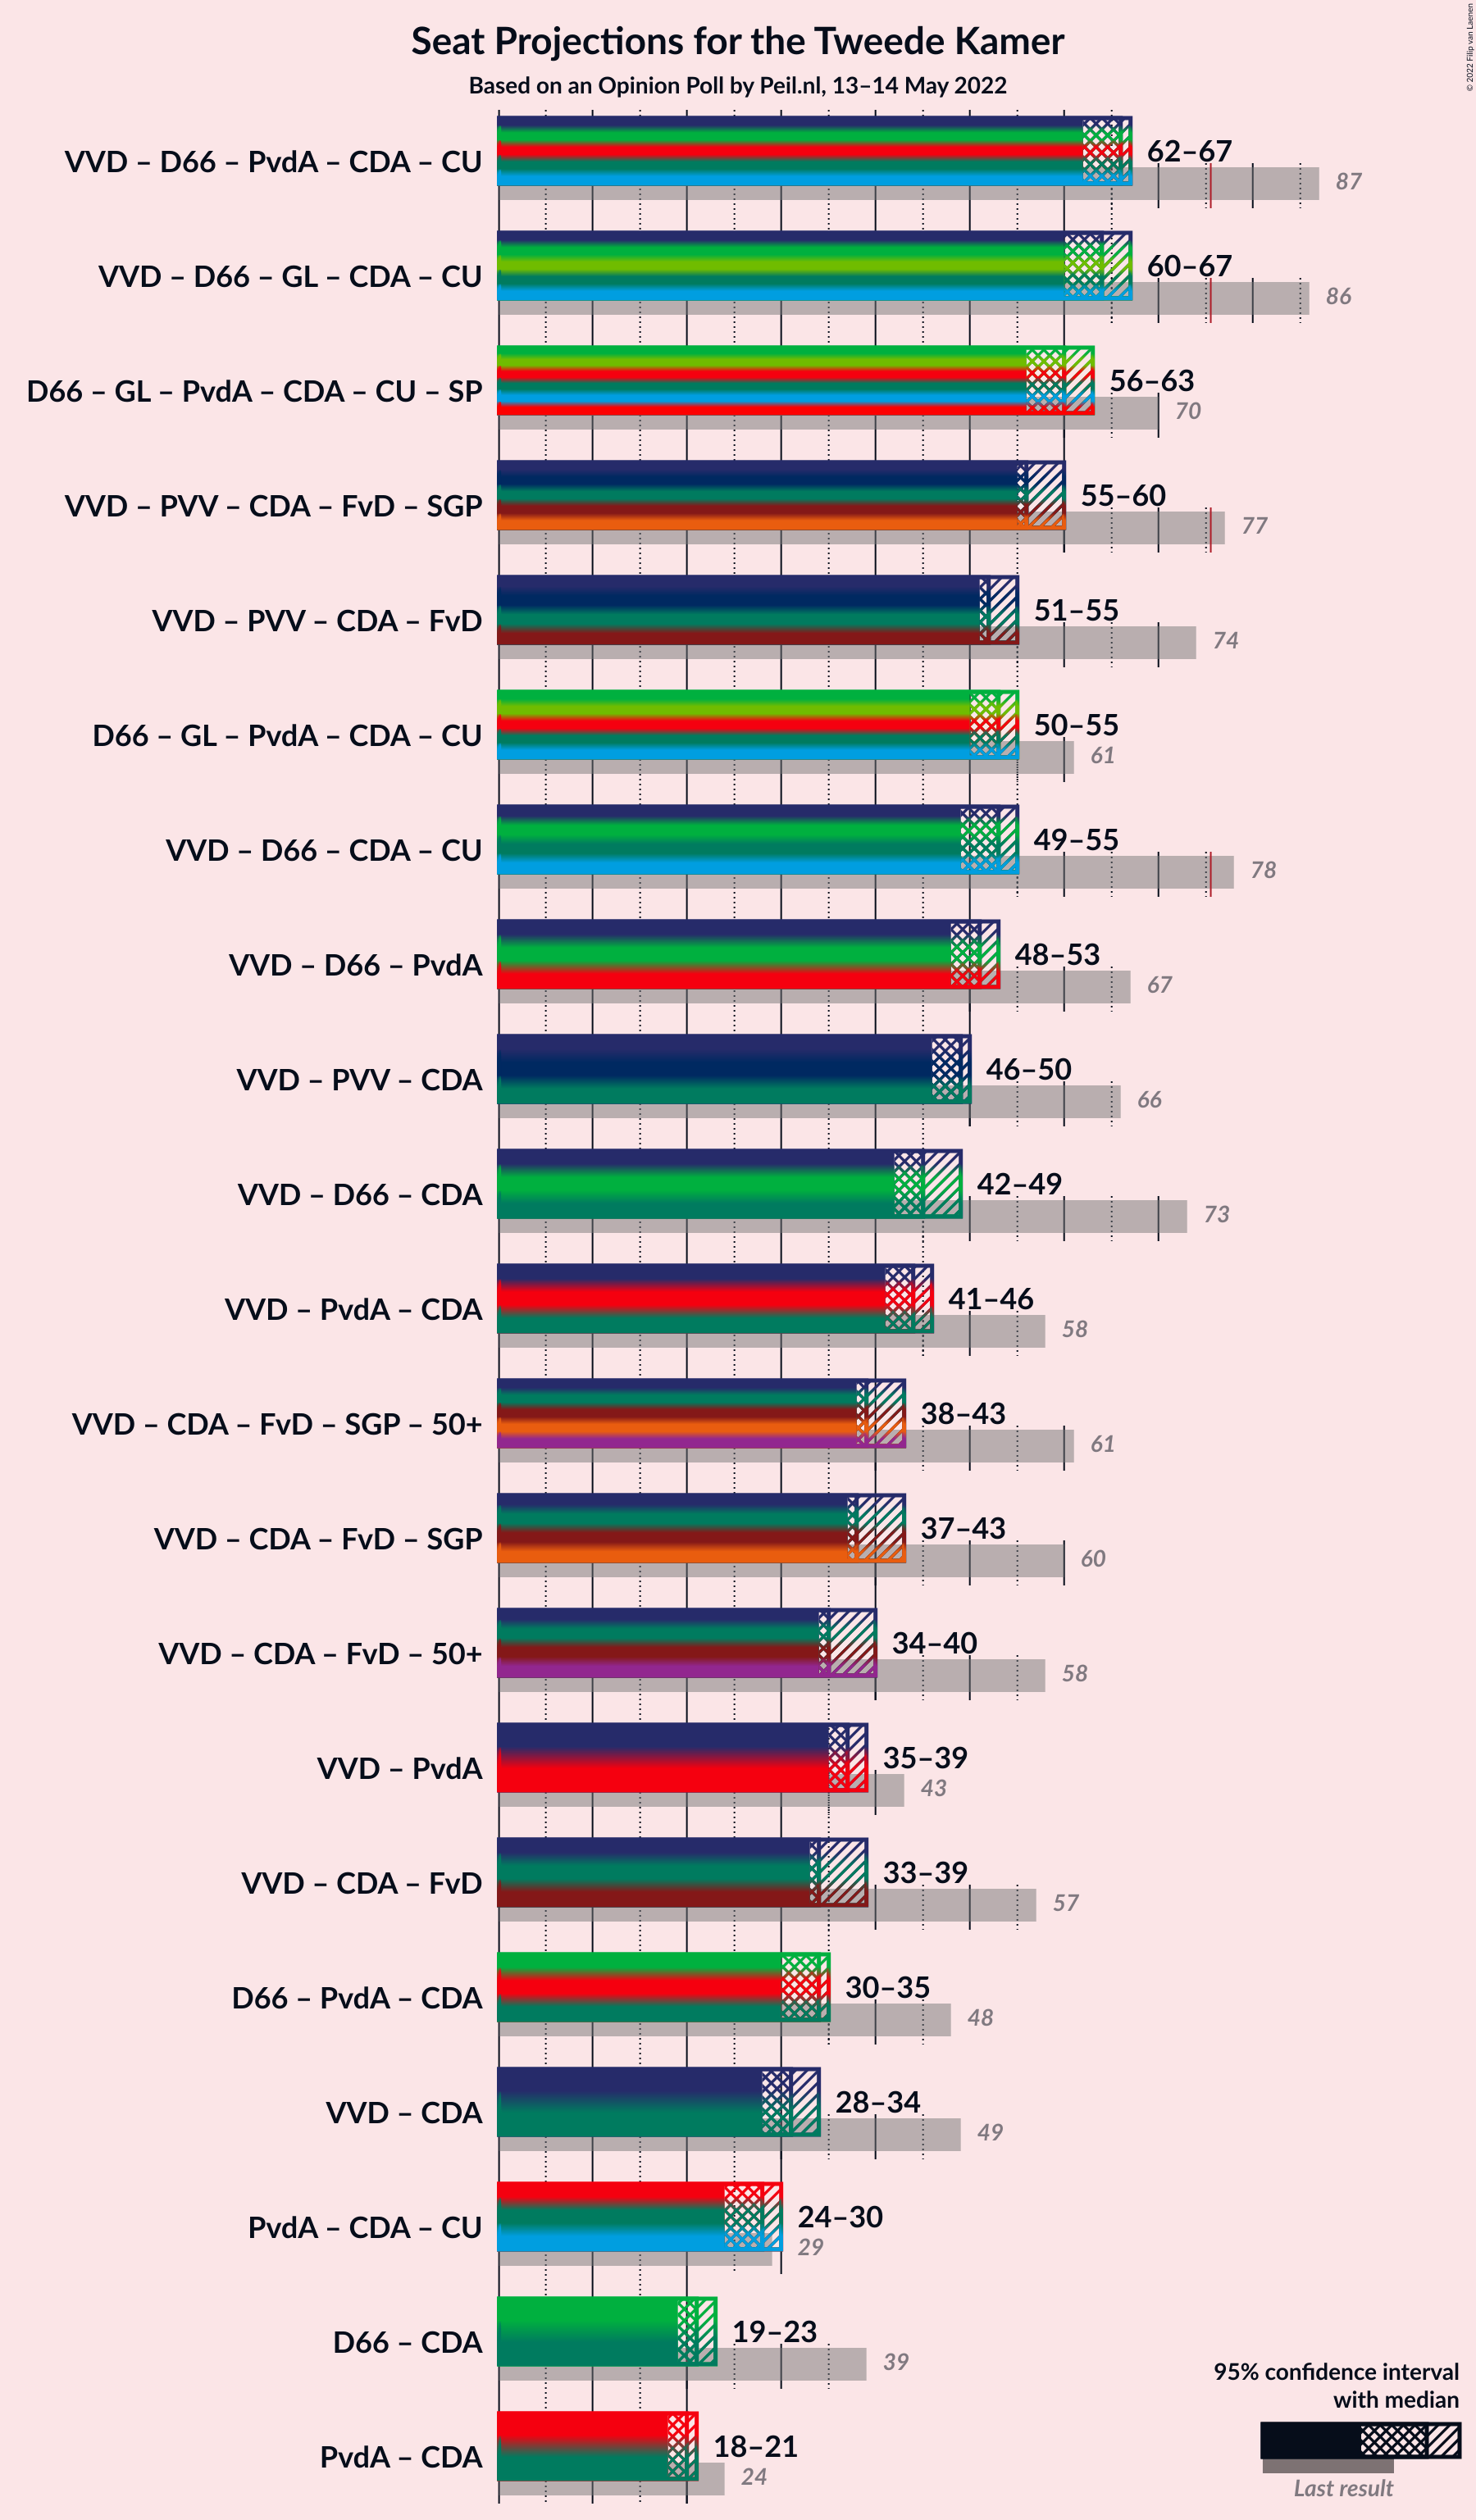 Seat Projections for the Tweede Kamer
Based on an Opinion Poll by Peil.nl, 13–14 May 2022
© 2022 Filip van Laenen
VVD – D66 – PvdA – CDA – CU
62–67
87
VVD – D66 – GL – CDA – CU
60–67
86
D66 – GL – PvdA – CDA – CU – SP
56–63
70
VVD – PVV – CDA – FvD – SGP
55–60
77
VVD – PVV – CDA – FvD
51–55
74
D66 – GL – PvdA – CDA – CU
50–55
61
VVD – D66 – CDA – CU
49–55
78
VVD – D66 – PvdA
48–53
67
VVD – PVV – CDA
46–50
66
VVD – D66 – CDA
42–49
73
VVD – PvdA – CDA
41–46
58
VVD – CDA – FvD – SGP – 50+
38–43
61
VVD – CDA – FvD – SGP
37–43
60
VVD – CDA – FvD – 50+
34–40
58
VVD – PvdA
35–39
43
VVD – CDA – FvD
33–39
57
D66 – PvdA – CDA
30–35
48
VVD – CDA
28–34
49
PvdA – CDA – CU
24–30
29
D66 – CDA
19–23
39
PvdA – CDA
18–21
24
95% confidence interval
with median
Last result